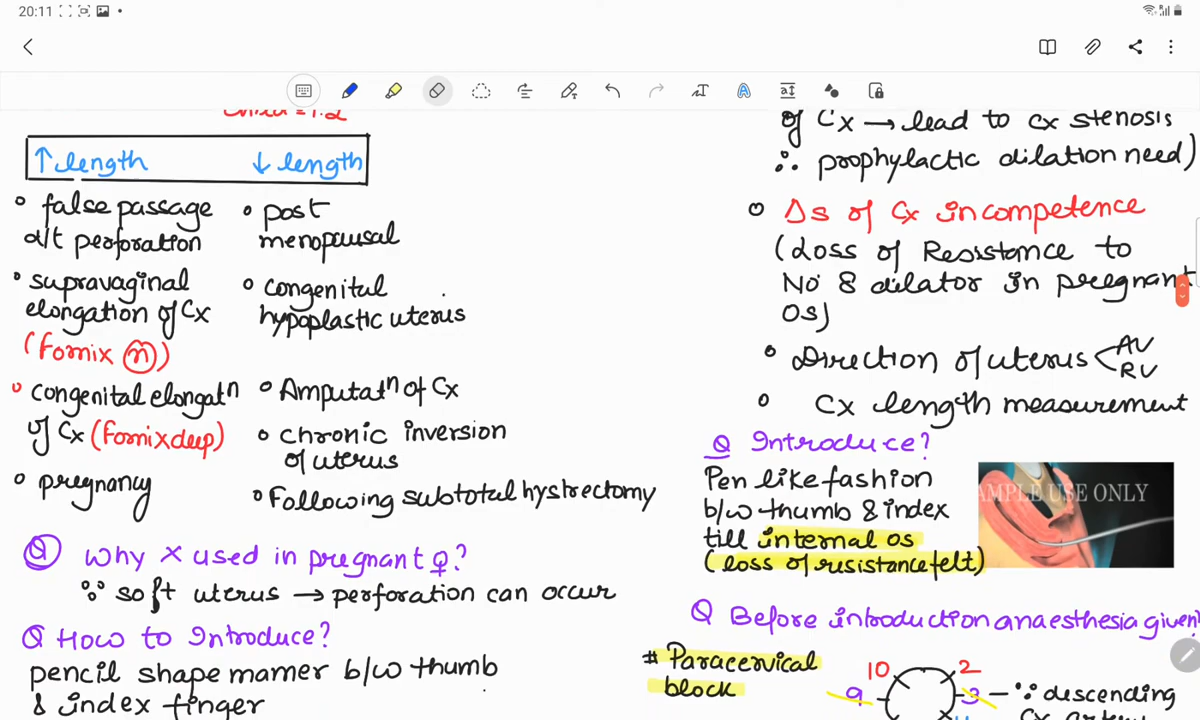 20:11
↑ length ↓ length
° false passage
d/t perforation
° supravaginal
elongation of Cx
(Fornix (n))
° congenital elongatⁿ
of Cx (Fornix deep)
° pregnancy
° post
menopausal
° congenital
hypoplastic uterus
° Amputatⁿ of Cx
° chronic inversion
of uterus
° Following subtotal hystrectomy
Q why X used in pregnant ♀?
∵ soft uterus → perforation can occur
Q How to Introduce?
pencil shape manner b/w thumb
& index finger
of Cx → lead to cx stenosis
∴ prophylactic dilation need)
° Δs of Cx incompetence
(Loss of Resistance to
No 8 dilator in pregnant
os)
° Direction of uterus < AV
RV
° Cx length measurement
Q Introduce?
Pen like fashion
b/w thumb & index
till internal os
(loss of resistance felt)
AMPLE USE ONLY
Q Before introduction anaesthesia given
# Paracervical
block
10 2
9 3 — ∵ descending